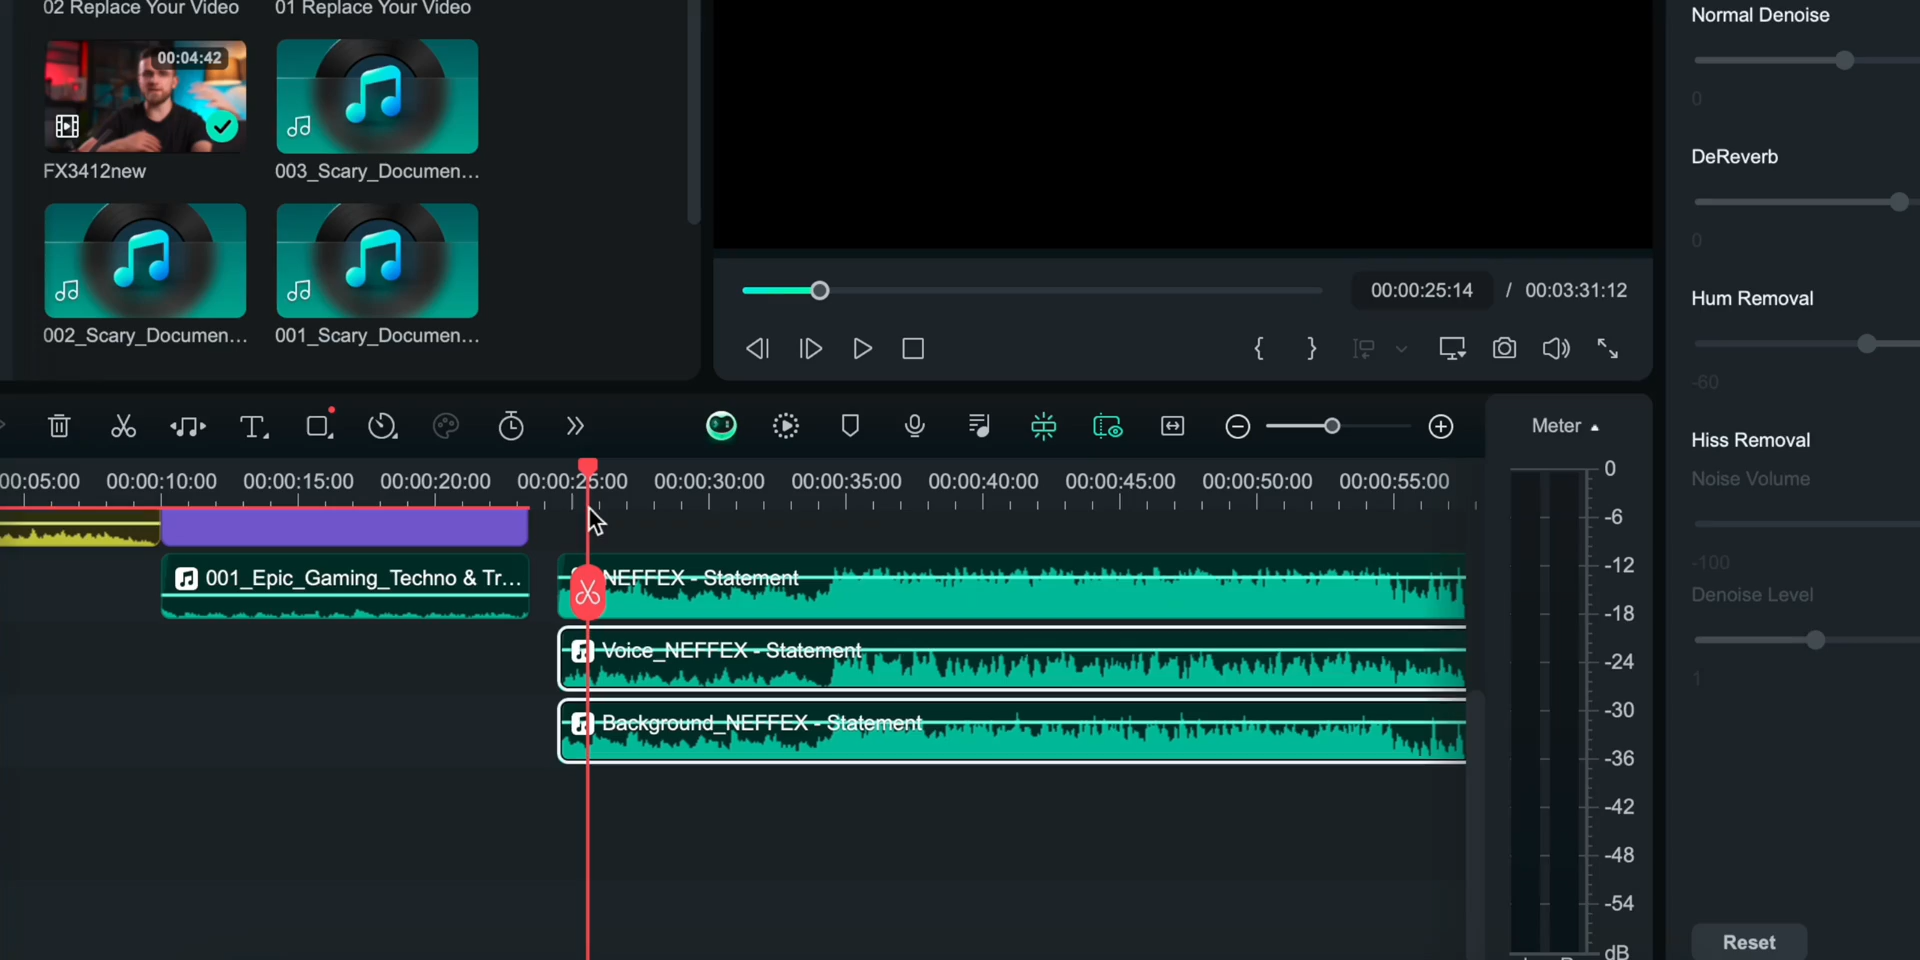 02 Replace Your Video
01 Replace Your Video
00:04:42
FX3412new
003_Scary_Documen...
002_Scary_Documen...
001_Scary_Documen...
00:00:25:14 / 00:03:31:12
Normal Denoise
0
DeReverb
0
Hum Removal
-60
Hiss Removal
Noise Volume
-100
Denoise Level
1
Reset
Meter
0
-6
-12
-18
-24
-30
-36
-42
-48
-54
dB
00:05:00 00:00:10:00 00:00:15:00 00:00:20:00 00:00:25:00 00:00:30:00 00:00:35:00 00:00:40:00 00:00:45:00 00:00:50:00 00:00:55:00
001_Epic_Gaming_Techno & Tr...
NEFFEX - Statement
Voice_NEFFEX - Statement
Background_NEFFEX - Statement